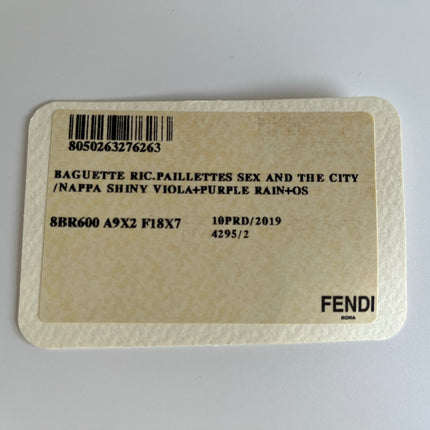 8050263276263
BAGUETTE RIC.PAILLETTES SEX AND THE CITY
/NAPPA SHINY VIOLA+PURPLE RAIN+OS
8BR600 A9X2 F18X7 10PRD/2019
4295/2
FENDI
ROMA